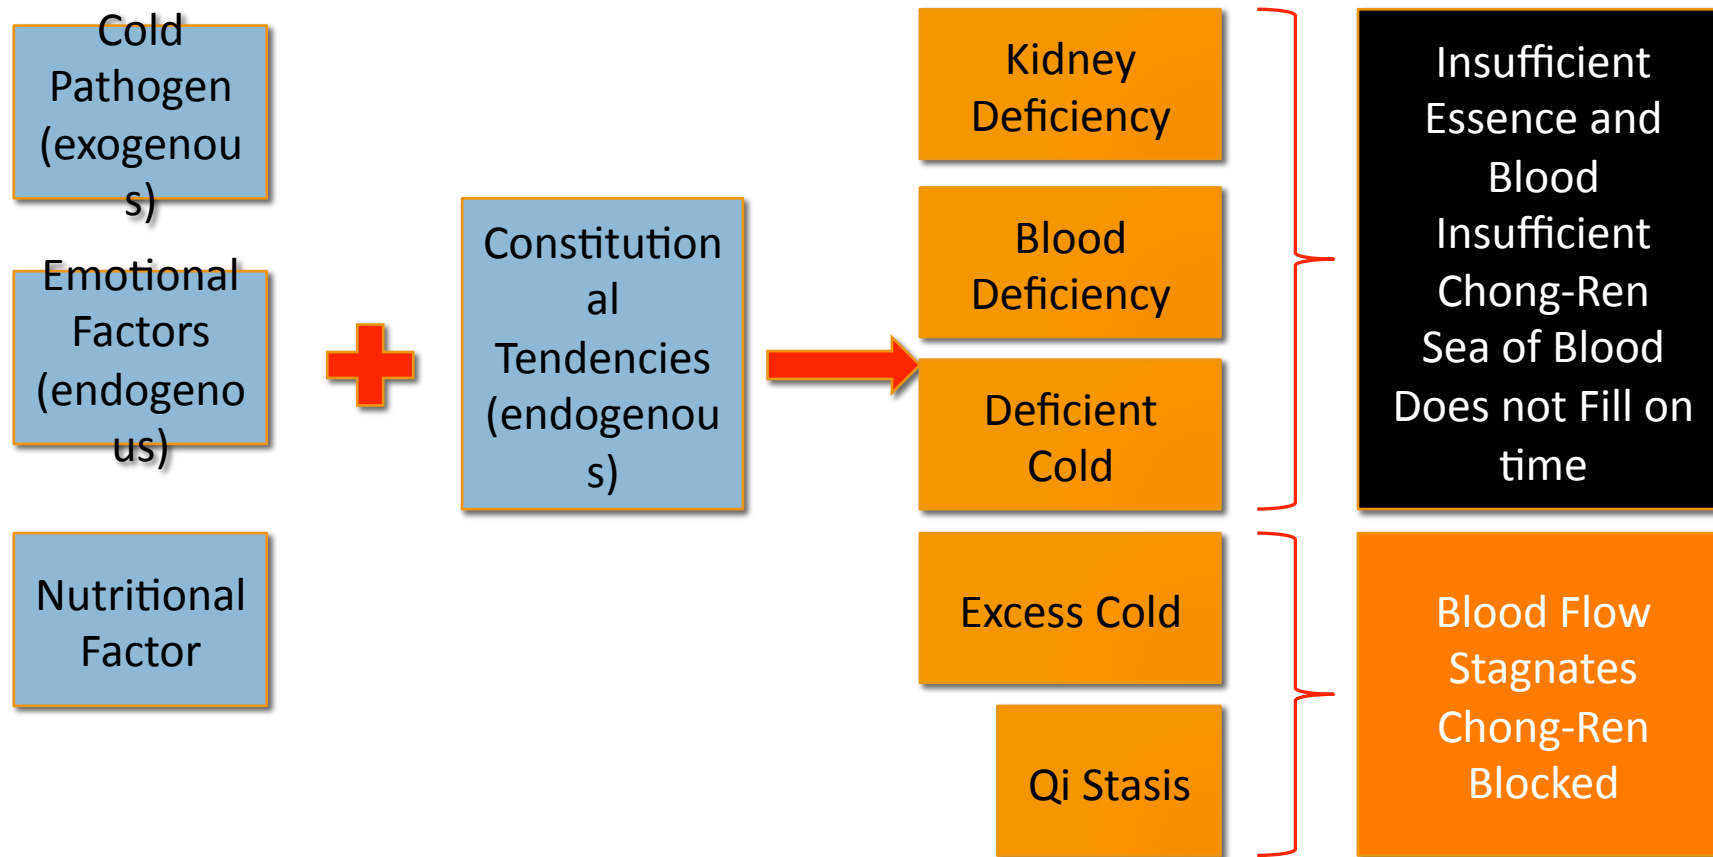 Cold
Pathogen
(exogenou
s)
Emotional
Factors
(endogeno
us)
Nutritional
Factor
Constitution
al
Tendencies
(endogenou
s)
Kidney
Deficiency
Blood
Deficiency
Deficient
Cold
Excess Cold
Qi Stasis
Insufficient
Essence and
Blood
Insufficient
Chong-Ren
Sea of Blood
Does not Fill on
time
Blood Flow
Stagnates
Chong-Ren
Blocked